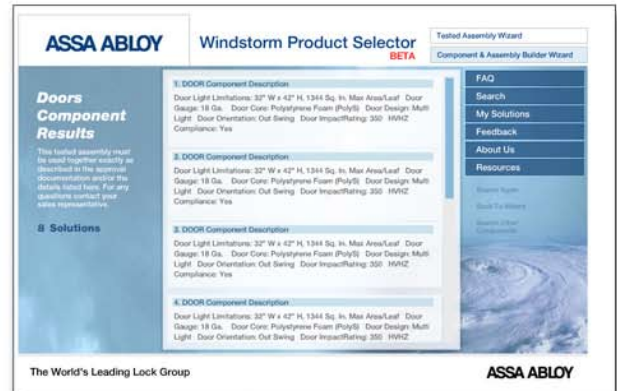 ASSA ABLOY
Windstorm Product Selector
BETA
Tested Assembly Wizard
Component & Assembly Builder Wizard
Doors
Component
Results
This tested assembly must
be used together exactly as
described in the approval
documentation and/or the
details listed here. For any
questions contact your
sales representative.
8 Solutions
1. DOOR Component Description
Door Light Limitations: 32" W x 42" H, 1344 Sq. In. Max Area/Leaf Door
Gauge: 18 Ga. Door Core: Polystyrene Foam (PolyS) Door Design: Multi
Light Door Orientation: Out Swing Door ImpactRating: 350 HVHZ
Compliance: Yes
2. DOOR Component Description
Door Light Limitations: 32" W x 42" H, 1344 Sq. In. Max Area/Leaf Door
Gauge: 18 Ga. Door Core: Polystyrene Foam (PolyS) Door Design: Multi
Light Door Orientation: Out Swing Door ImpactRating: 350 HVHZ
Compliance: Yes
3. DOOR Component Description
Door Light Limitations: 32" W x 42" H, 1344 Sq. In. Max Area/Leaf Door
Gauge: 18 Ga. Door Core: Polystyrene Foam (PolyS) Door Design: Multi
Light Door Orientation: Out Swing Door ImpactRating: 350 HVHZ
Compliance: Yes
4. DOOR Component Description
Door Light Limitations: 32" W x 42" H, 1344 Sq. In. Max Area/Leaf Door
Gauge: 18 Ga. Door Core: Polystyrene Foam (PolyS) Door Design: Multi
Light Door Orientation: Out Swing Door ImpactRating: 350 HVHZ
FAQ
Search
My Solutions
Feedback
About Us
Resources
Search Again
Search Other
Components
The World's Leading Lock Group
ASSA ABLOY